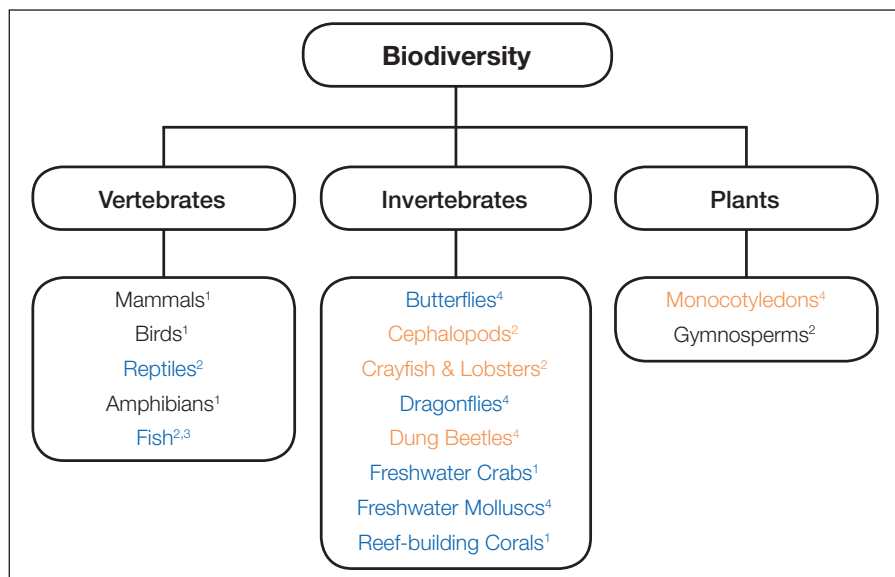 Biodiversity
Vertebrates
Invertebrates
Plants
Mammals¹
Birds¹
Reptiles²
Amphibians¹
Fish²,³
Butterflies⁴
Cephalopods²
Crayfish & Lobsters²
Dragonflies⁴
Dung Beetles⁴
Freshwater Crabs¹
Freshwater Molluscs⁴
Reef-building Corals¹
Monocotyledons⁴
Gymnosperms²